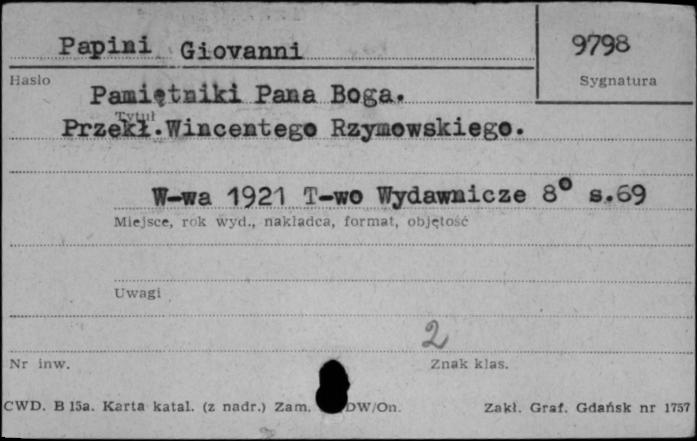 Papini Giovanni
9798
Hasło
Sygnatura
Pamiętniki Pana Boga.
Tytuł
Przekł.Wincentego Rzymowskiego.
W-wa 1921 T-wo Wydawnicze 8° s.69
Miejsce, rok wyd., nakładca, format, objętość
Uwagi
2
Nr inw.
Znak klas.
CWD. B 15a. Karta katal. (z nadr.) Zam. DW/On.
Zakł. Graf. Gdańsk nr 1757